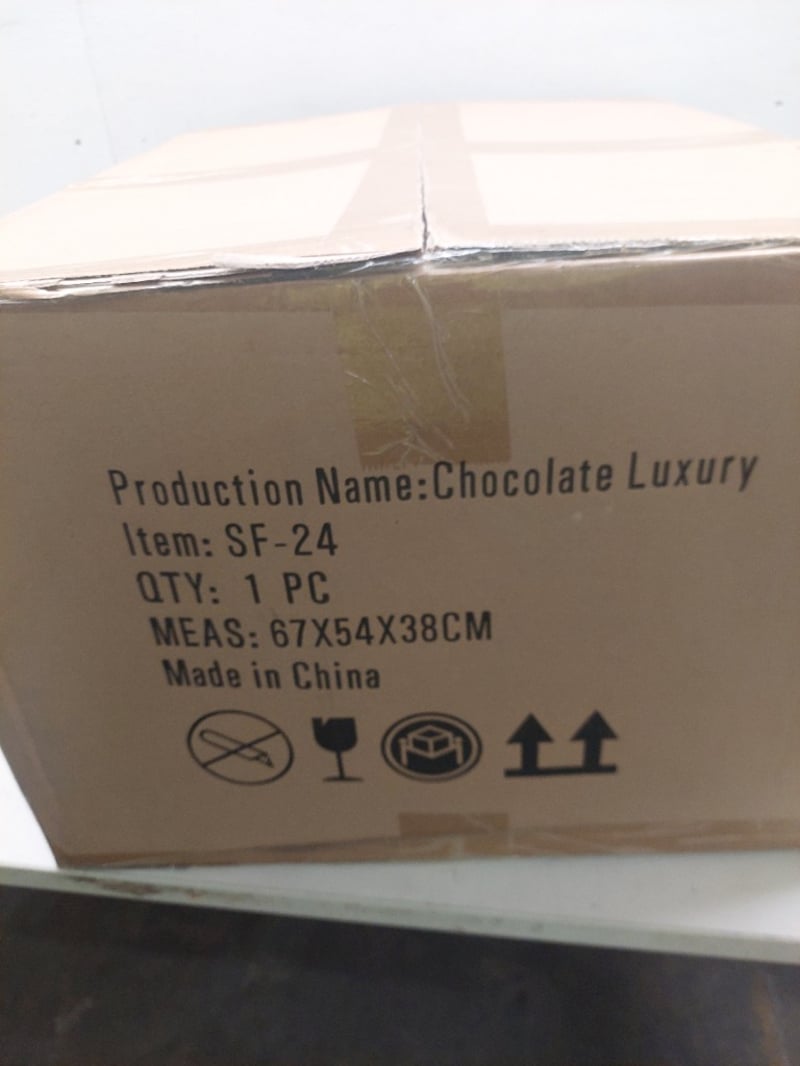 Production Name:Chocolate Luxury
Item: SF-24
QTY: 1 PC
MEAS: 67X54X38CM
Made in China